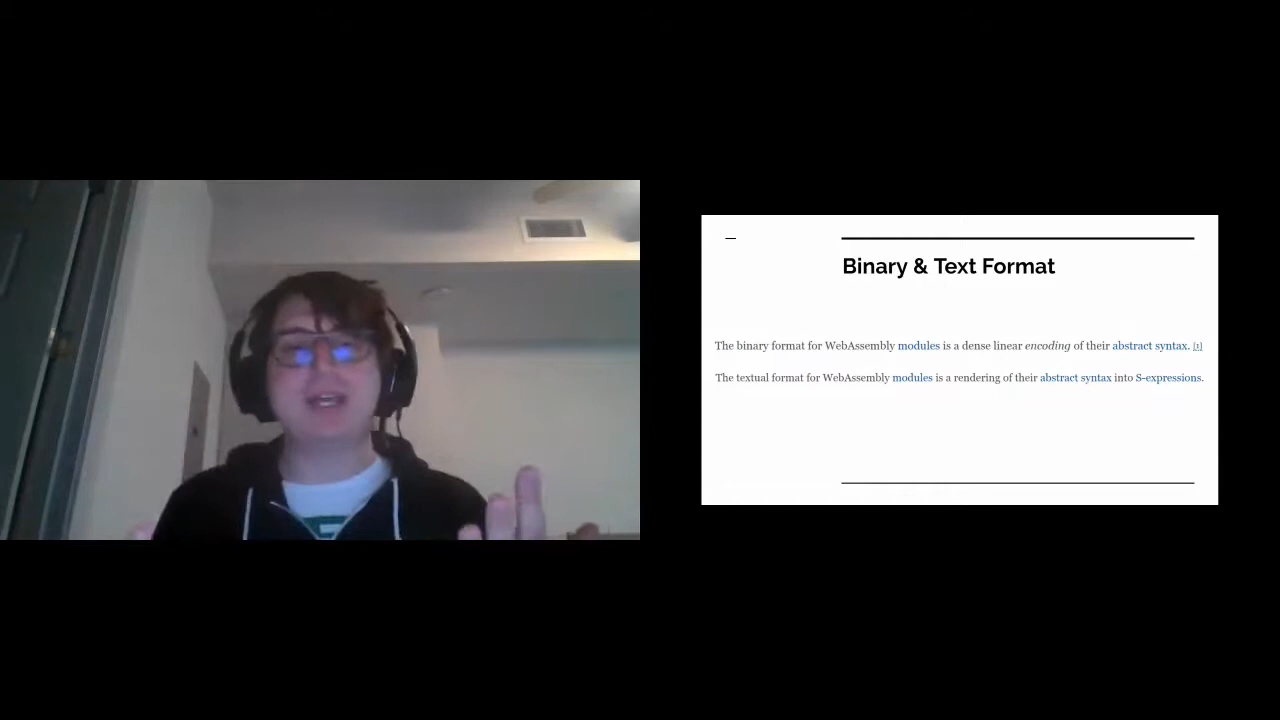 Binary & Text Format
The binary format for WebAssembly modules is a dense linear encoding of their abstract syntax. [1]
The textual format for WebAssembly modules is a rendering of their abstract syntax into S-expressions.